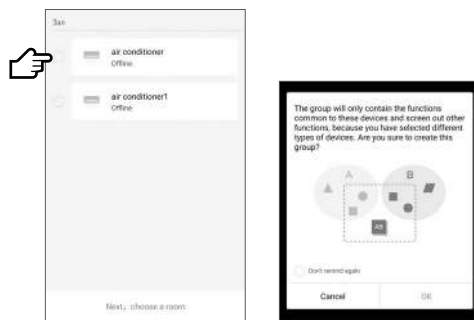 Зал
air conditioner
Offline
air conditioner1
Offline
Next, choose a room
The group will only contain the functions
common to these devices and screen out other
functions, because you have selected different
types of devices. Are you sure to create this
group?
A
B
AB
Don't remind again
Cancel
OK